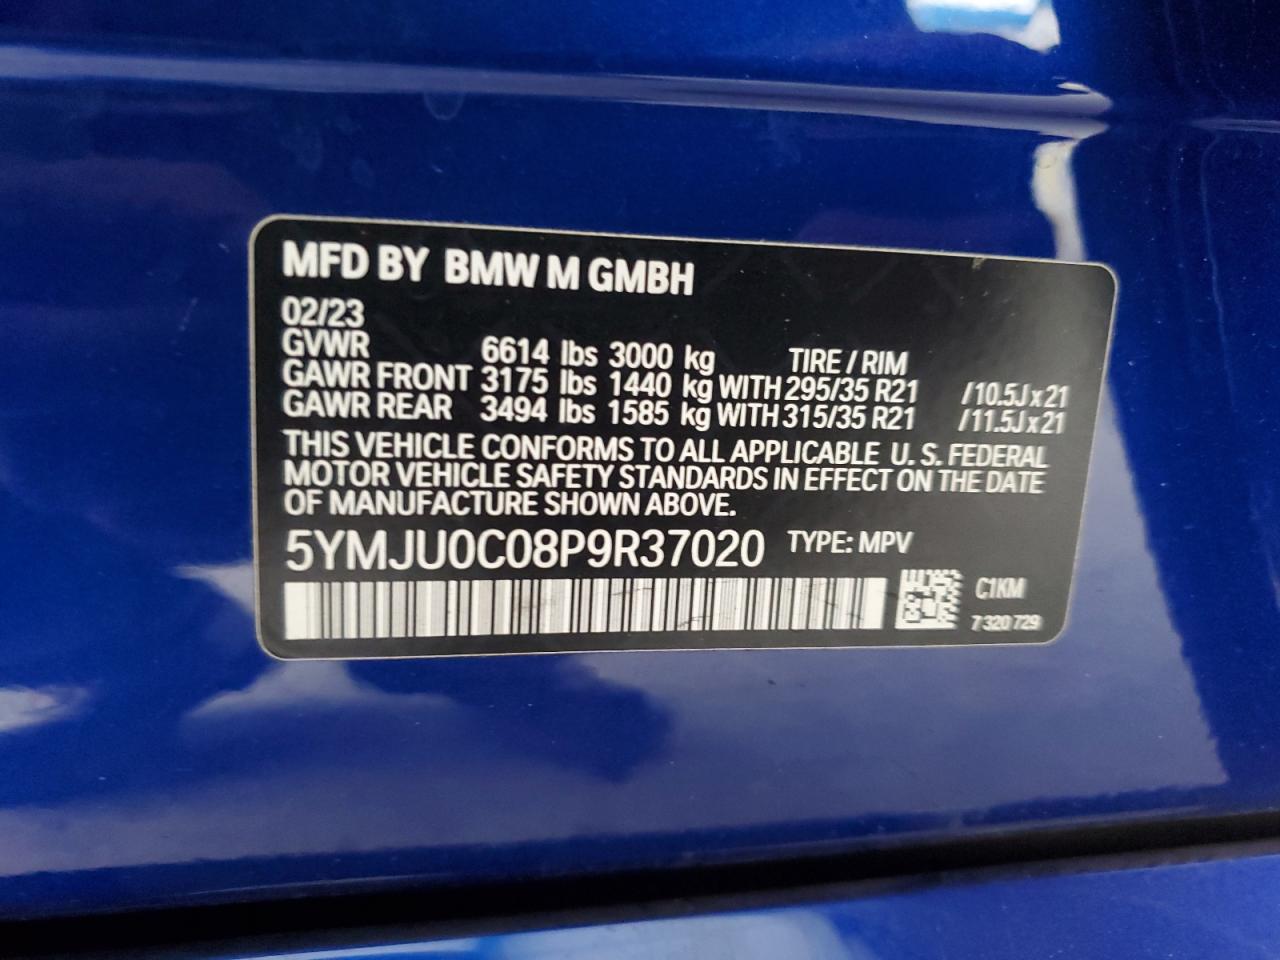 MFD BY BMW M GMBH
02/23
GVWR 6614 lbs 3000 kg TIRE / RIM
GAWR FRONT 3175 lbs 1440 kg WITH 295/35 R21 /10.5J x 21
GAWR REAR 3494 lbs 1585 kg WITH 315/35 R21 /11.5J x 21
THIS VEHICLE CONFORMS TO ALL APPLICABLE U. S. FEDERAL
MOTOR VEHICLE SAFETY STANDARDS IN EFFECT ON THE DATE
OF MANUFACTURE SHOWN ABOVE.
5YMJU0C08P9R37020 TYPE: MPV
C1KM
7 320 729